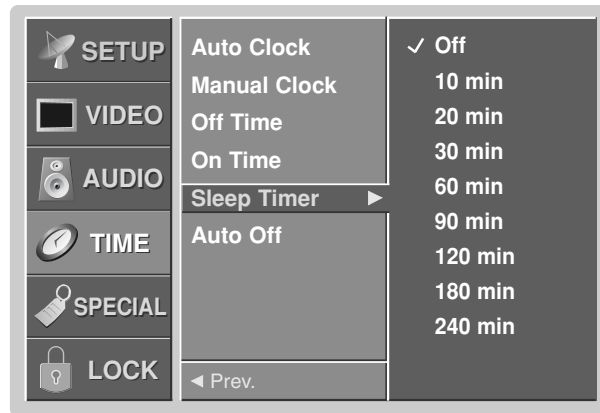 SETUP
VIDEO
AUDIO
TIME
SPECIAL
LOCK
Auto Clock
Manual Clock
Off Time
On Time
Sleep Timer ►
Auto Off
◄ Prev.
✓ Off
10 min
20 min
30 min
60 min
90 min
120 min
180 min
240 min